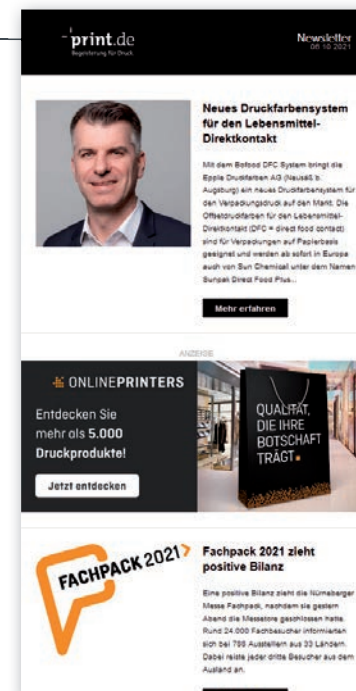 print.de
Begeisterung für Druck.
Newsletter
06.10.2021
Neues Druckfarbensystem
für den Lebensmittel-
Direktkontakt
Mit dem Bofood DFC System bringt die
Epple Druckfarben AG (Neusäß b.
Augsburg) ein neues Druckfarbensystem für
den Verpackungsdruck auf den Markt. Die
Offsetdruckfarben für den Lebensmittel-
Direktkontakt (DFC = direct food contact)
sind für Verpackungen auf Papierbasis
geeignet und werden ab sofort in Europa
auch von Sun Chemical unter dem Namen
Sunpak Direct Food Plus...
Mehr erfahren
ANZEIGE
ONLINEPRINTERS
Entdecken Sie
mehr als 5.000
Druckprodukte!
Jetzt entdecken
QUALITÄT,
DIE IHRE
BOTSCHAFT
TRÄGT.
FACHPACK 2021
Fachpack 2021 zieht
positive Bilanz
Eine positive Bilanz zieht die Nürnberger
Messe Fachpack, nachdem sie gestern
Abend die Messetore geschlossen hatte.
Rund 24.000 Fachbesucher informierten
sich bei 786 Ausstellern aus 33 Ländern.
Dabei reiste jeder dritte Besucher aus dem
Ausland an.